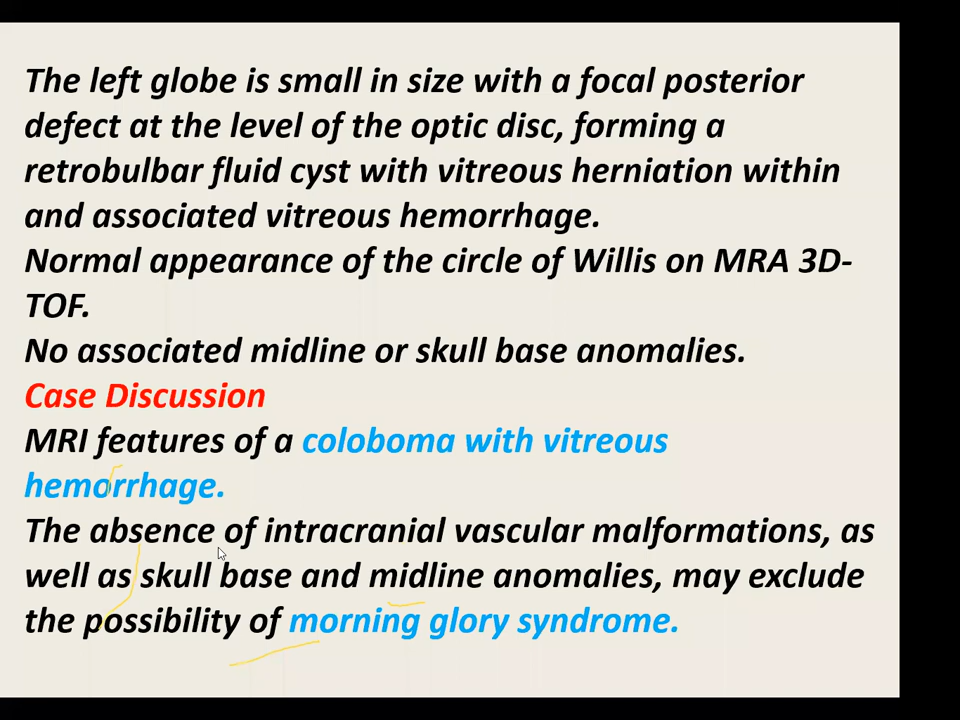 The left globe is small in size with a focal posterior
defect at the level of the optic disc, forming a
retrobulbar fluid cyst with vitreous herniation within
and associated vitreous hemorrhage.
Normal appearance of the circle of Willis on MRA 3D-
TOF.
No associated midline or skull base anomalies.
Case Discussion
MRI features of a coloboma with vitreous
hemorrhage.
The absence of intracranial vascular malformations, as
well as skull base and midline anomalies, may exclude
the possibility of morning glory syndrome.